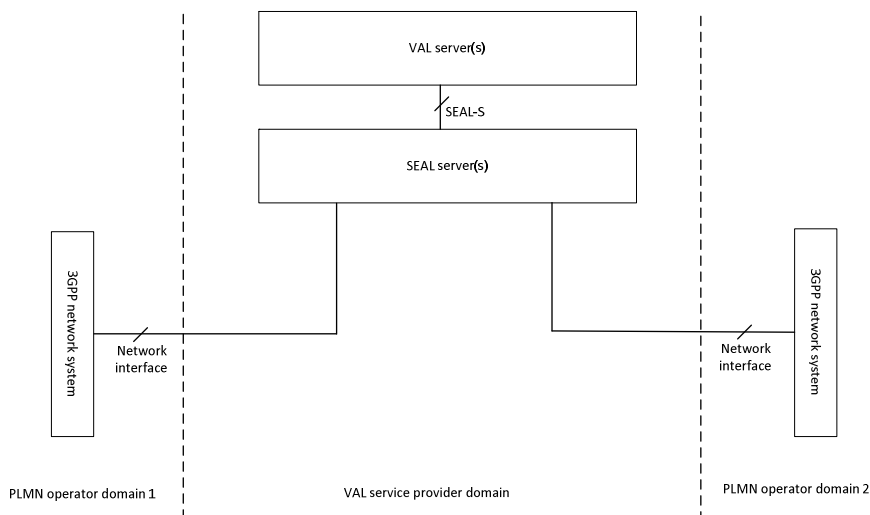 VAL server(s)
SEAL-S
SEAL server(s)
3GPP network system
Network
interface
3GPP network system
Network
interface
PLMN operator domain 1
VAL service provider domain
PLMN operator domain 2